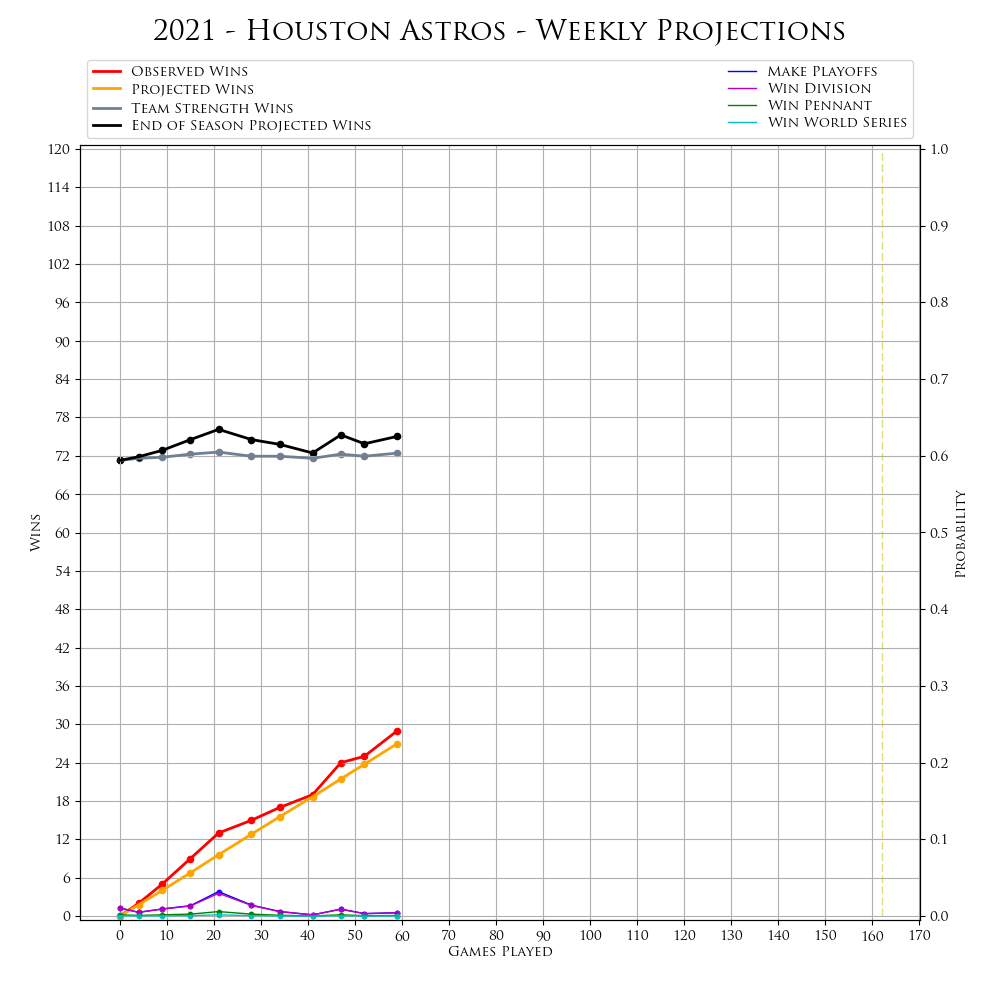 2021 - Houston Astros - Weekly Projections
Observed Wins
Projected Wins
Team Strength Wins
End of Season Projected Wins
Make Playoffs
Win Division
Win Pennant
Win World Series
120
114
108
102
96
90
84
78
72
66
60
54
48
42
36
30
24
18
12
6
0
Wins
1.0
0.9
0.8
0.7
0.6
0.5
0.4
0.3
0.2
0.1
0.0
Probability
0 10 20 30 40 50 60 70 80 90 100 110 120 130 140 150 160 170
Games Played